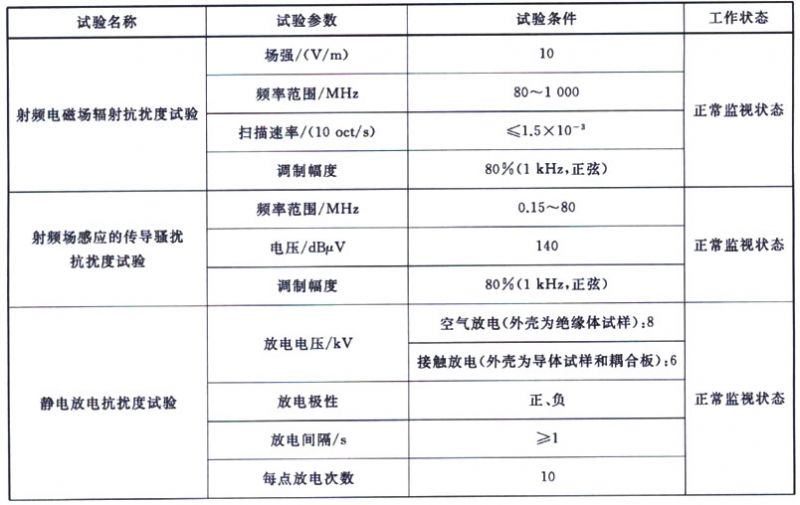 试验名称 试验参数 试验条件 工作状态
射频电磁场辐射抗扰度试验 场强/(V/m) 10 正常监视状态
频率范围/MHz 80～1 000
扫描速率/(10 oct/s) ≤1.5×10⁻³
调制幅度 80%(1 kHz,正弦)
射频场感应的传导骚扰
抗扰度试验 频率范围/MHz 0.15～80 正常监视状态
电压/dBμV 140
调制幅度 80%(1 kHz,正弦)
静电放电抗扰度试验 放电电压/kV 空气放电(外壳为绝缘体试样):8 正常监视状态
接触放电(外壳为导体试样和耦合板):6
放电极性 正、负
放电间隔/s ≥1
每点放电次数 10